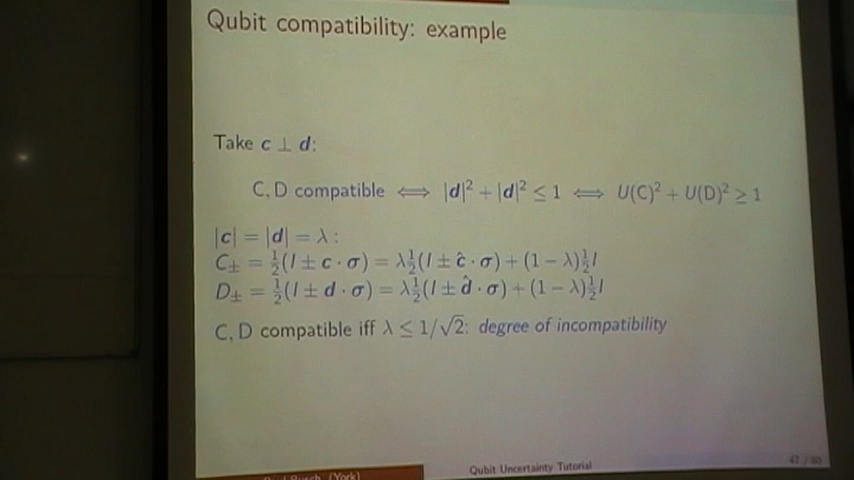 Qubit compatibility: example
Take c ⊥ d:
C, D compatible ⟺ |d|² + |d|² ≤ 1 ⟺ U(C)² + U(D)² ≥ 1
|c| = |d| = λ :
C± = ½(I ± c · σ) = λ½(I ± ĉ · σ) + (1 − λ)½I
D± = ½(I ± d · σ) = λ½(I ± d̂ · σ) + (1 − λ)½I
C, D compatible iff λ ≤ 1/√2: degree of incompatibility
(York)
Qubit Uncertainty Tutorial